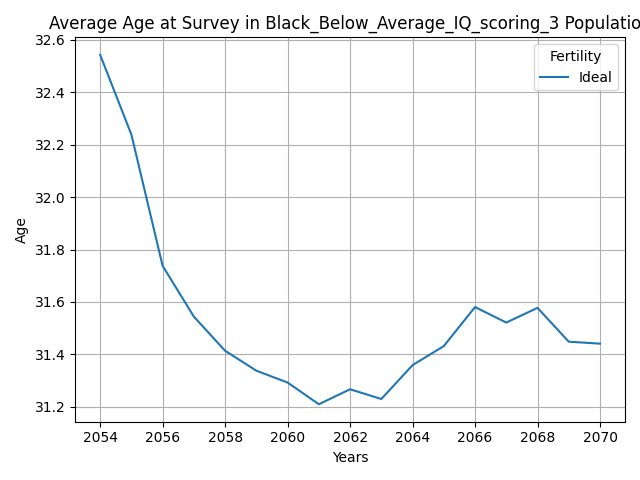 Average Age at Survey in Black_Below_Average_IQ_scoring_3 Populatio
32.6
32.4
32.2
32.0
31.8
31.6
31.4
31.2
Age
Fertility
Ideal
2054 2056 2058 2060 2062 2064 2066 2068 2070
Years